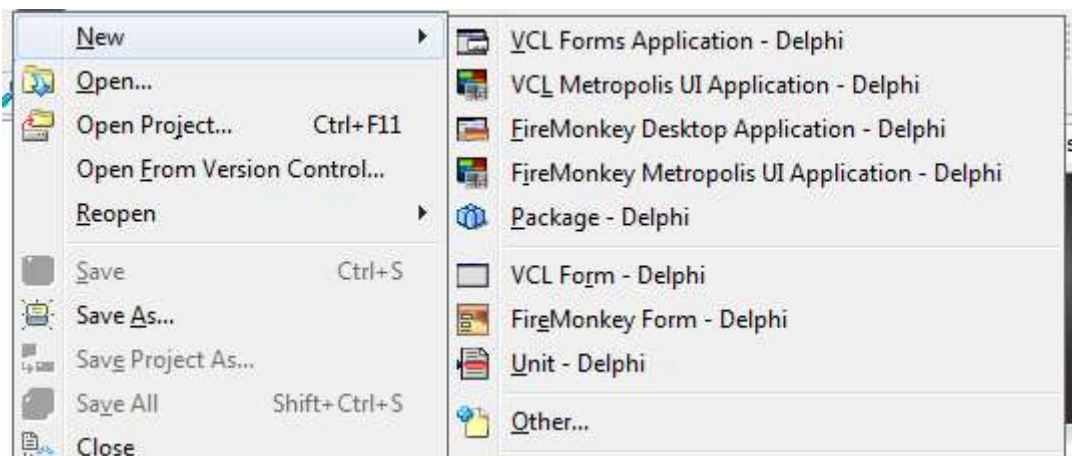 New
Open...
Open Project... Ctrl+F11
Open From Version Control...
Reopen
Save Ctrl+S
Save As...
Save Project As...
Save All Shift+Ctrl+S
Close
VCL Forms Application - Delphi
VCL Metropolis UI Application - Delphi
FireMonkey Desktop Application - Delphi
FireMonkey Metropolis UI Application - Delphi
Package - Delphi
VCL Form - Delphi
FireMonkey Form - Delphi
Unit - Delphi
Other...